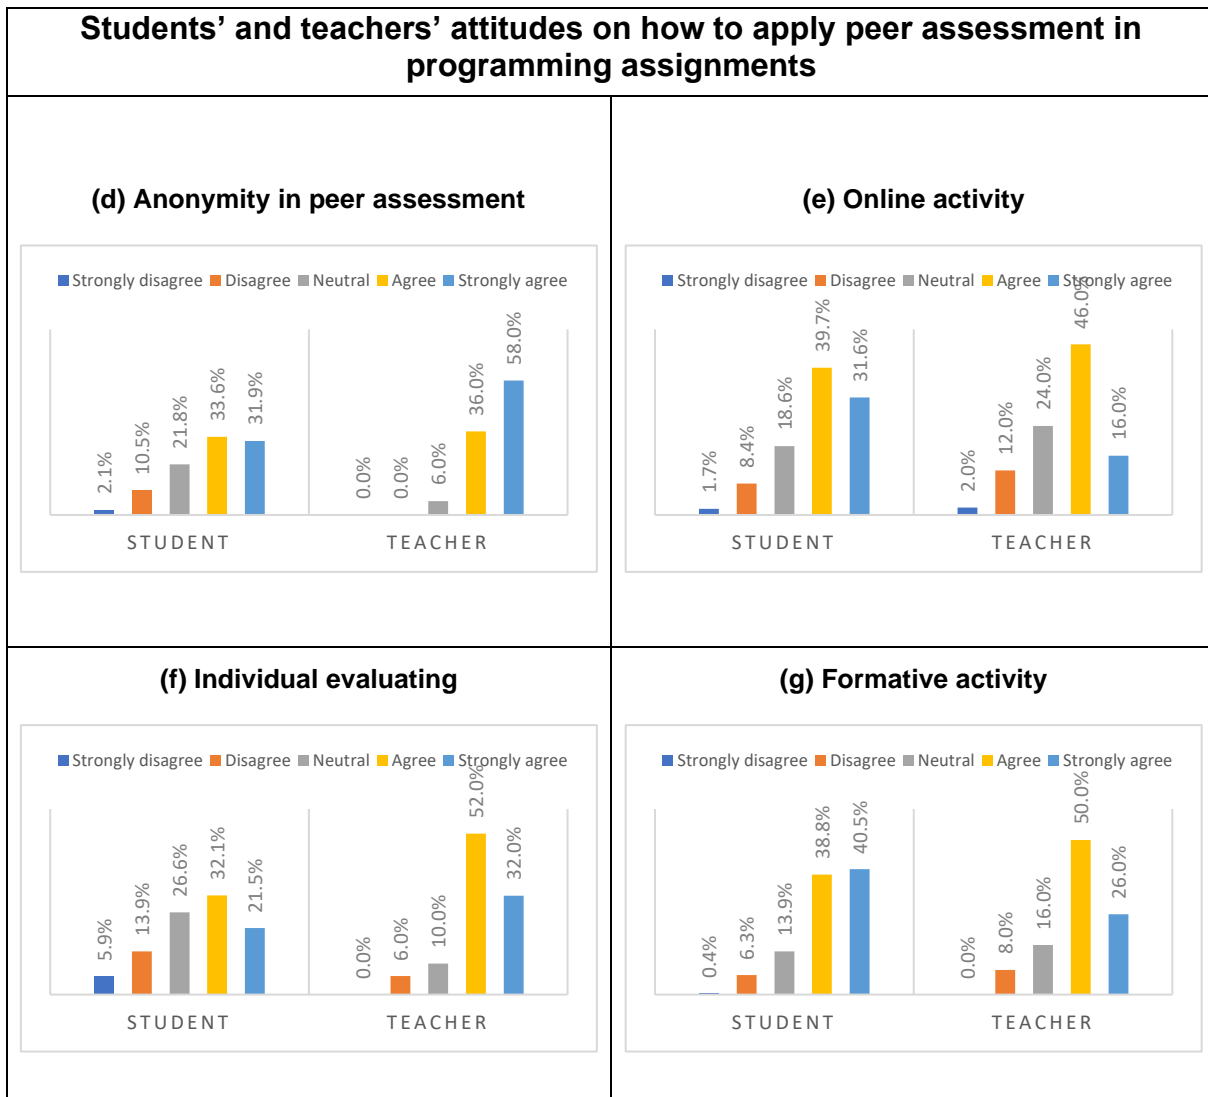 Students’ and teachers’ attitudes on how to apply peer assessment in
programming assignments
(d) Anonymity in peer assessment
Strongly disagree Disagree Neutral Agree Strongly agree
2.1%
10.5%
21.8%
33.6%
31.9%
0.0%
0.0%
6.0%
36.0%
58.0%
STUDENT TEACHER
(e) Online activity
Strongly disagree Disagree Neutral Agree Strongly agree
1.7%
8.4%
18.6%
39.7%
31.6%
2.0%
12.0%
24.0%
46.0%
16.0%
STUDENT TEACHER
(f) Individual evaluating
Strongly disagree Disagree Neutral Agree Strongly agree
5.9%
13.9%
26.6%
32.1%
21.5%
0.0%
6.0%
10.0%
52.0%
32.0%
STUDENT TEACHER
(g) Formative activity
Strongly disagree Disagree Neutral Agree Strongly agree
0.4%
6.3%
13.9%
38.8%
40.5%
0.0%
8.0%
16.0%
50.0%
26.0%
STUDENT TEACHER